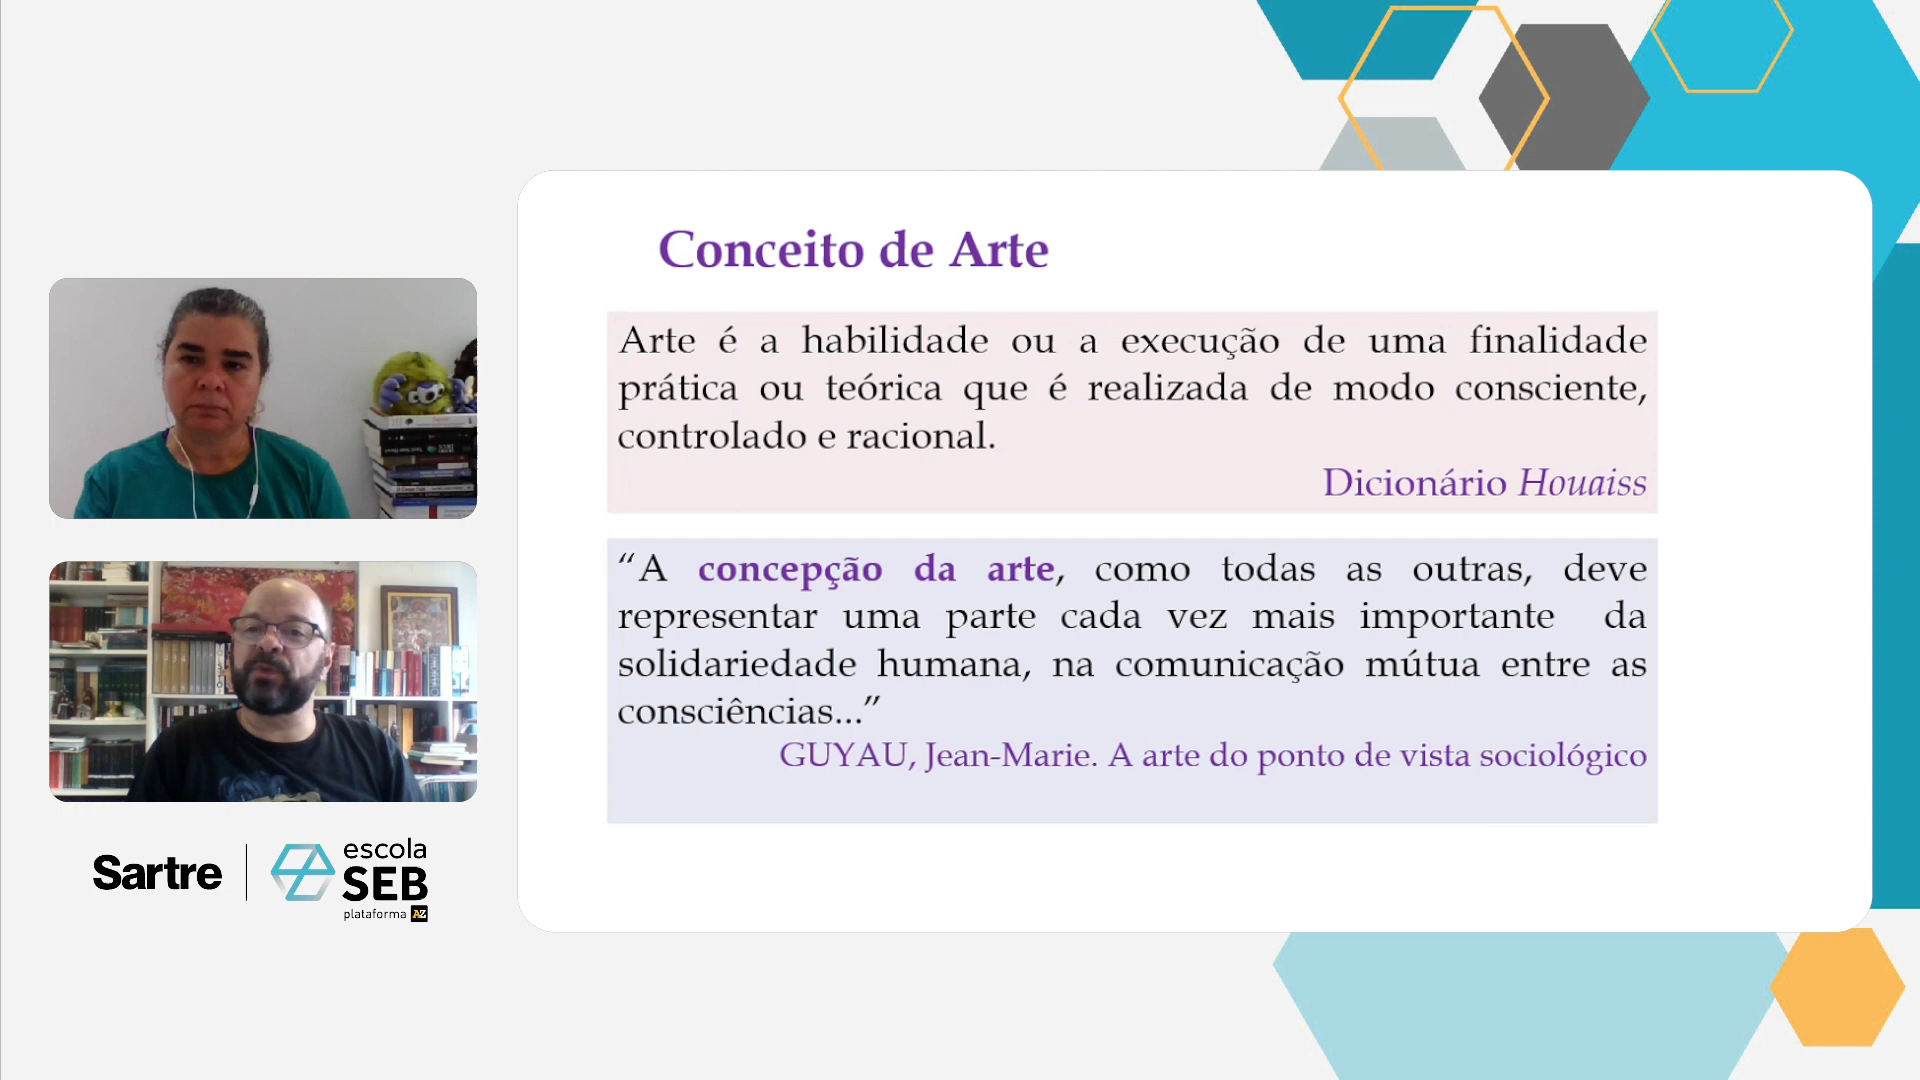 Conceito de Arte
Arte é a habilidade ou a execução de uma finalidade
prática ou teórica que é realizada de modo consciente,
controlado e racional.
Dicionário Houaiss
“A concepção da arte, como todas as outras, deve
representar uma parte cada vez mais importante da
solidariedade humana, na comunicação mútua entre as
consciências...”
GUYAU, Jean-Marie. A arte do ponto de vista sociológico
Sartre
escola
SEB
plataforma AZ